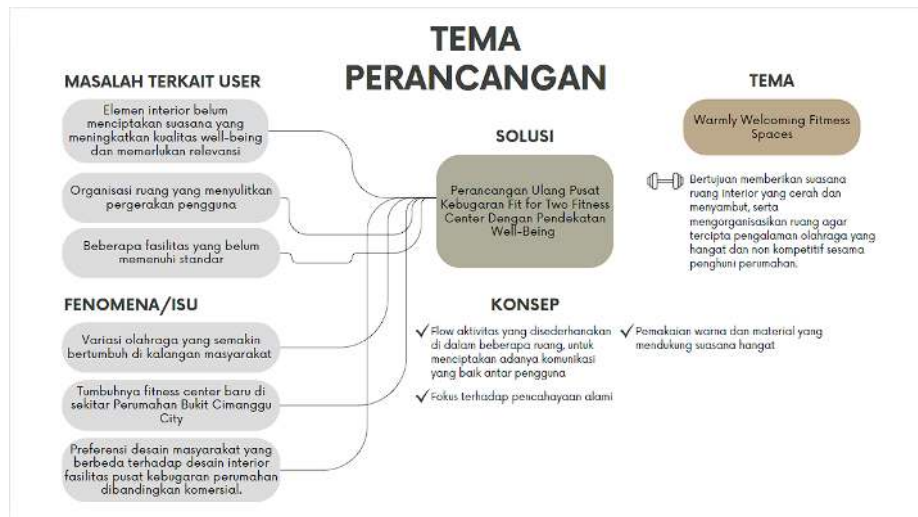 TEMA
PERANCANGAN
MASALAH TERKAIT USER
Elemen interior belum
menciptakan suasana yang
meningkatkan kualitas well-being
dan memerlukan relevansi
Organisasi ruang yang menyulitkan
pergerakan pengguna
Beberapa fasilitas yang belum
memenuhi standar
FENOMENA/ISU
Variasi olahraga yang semakin
bertumbuh di kalangan masyarakat
Tumbuhnya fitness center baru di
sekitar Perumahan Bukit Cimanggu
City
Preferensi desain masyarakat yang
berbeda terhadap desain interior
fasilitas pusat kebugaran perumahan
dibandingkan komersial.
SOLUSI
Perancangan Ulang Pusat
Kebugaran Fit for Two Fitness
Center Dengan Pendekatan
Well-Being
KONSEP
Flow aktivitas yang disederhanakan
di dalam beberapa ruang, untuk
menciptakan adanya komunikasi
yang baik antar pengguna
Fokus terhadap pencahayaan alami
Pemakaian warna dan material yang
mendukung suasana hangat
TEMA
Warmly Welcoming Fitness
Spaces
Bertujuan memberikan suasana
ruang interior yang cerah dan
menyambut, serta
mengorganisasikan ruang agar
tercipta pengalaman olahraga yang
hangat dan non kompetitif sesama
penghuni perumahan.